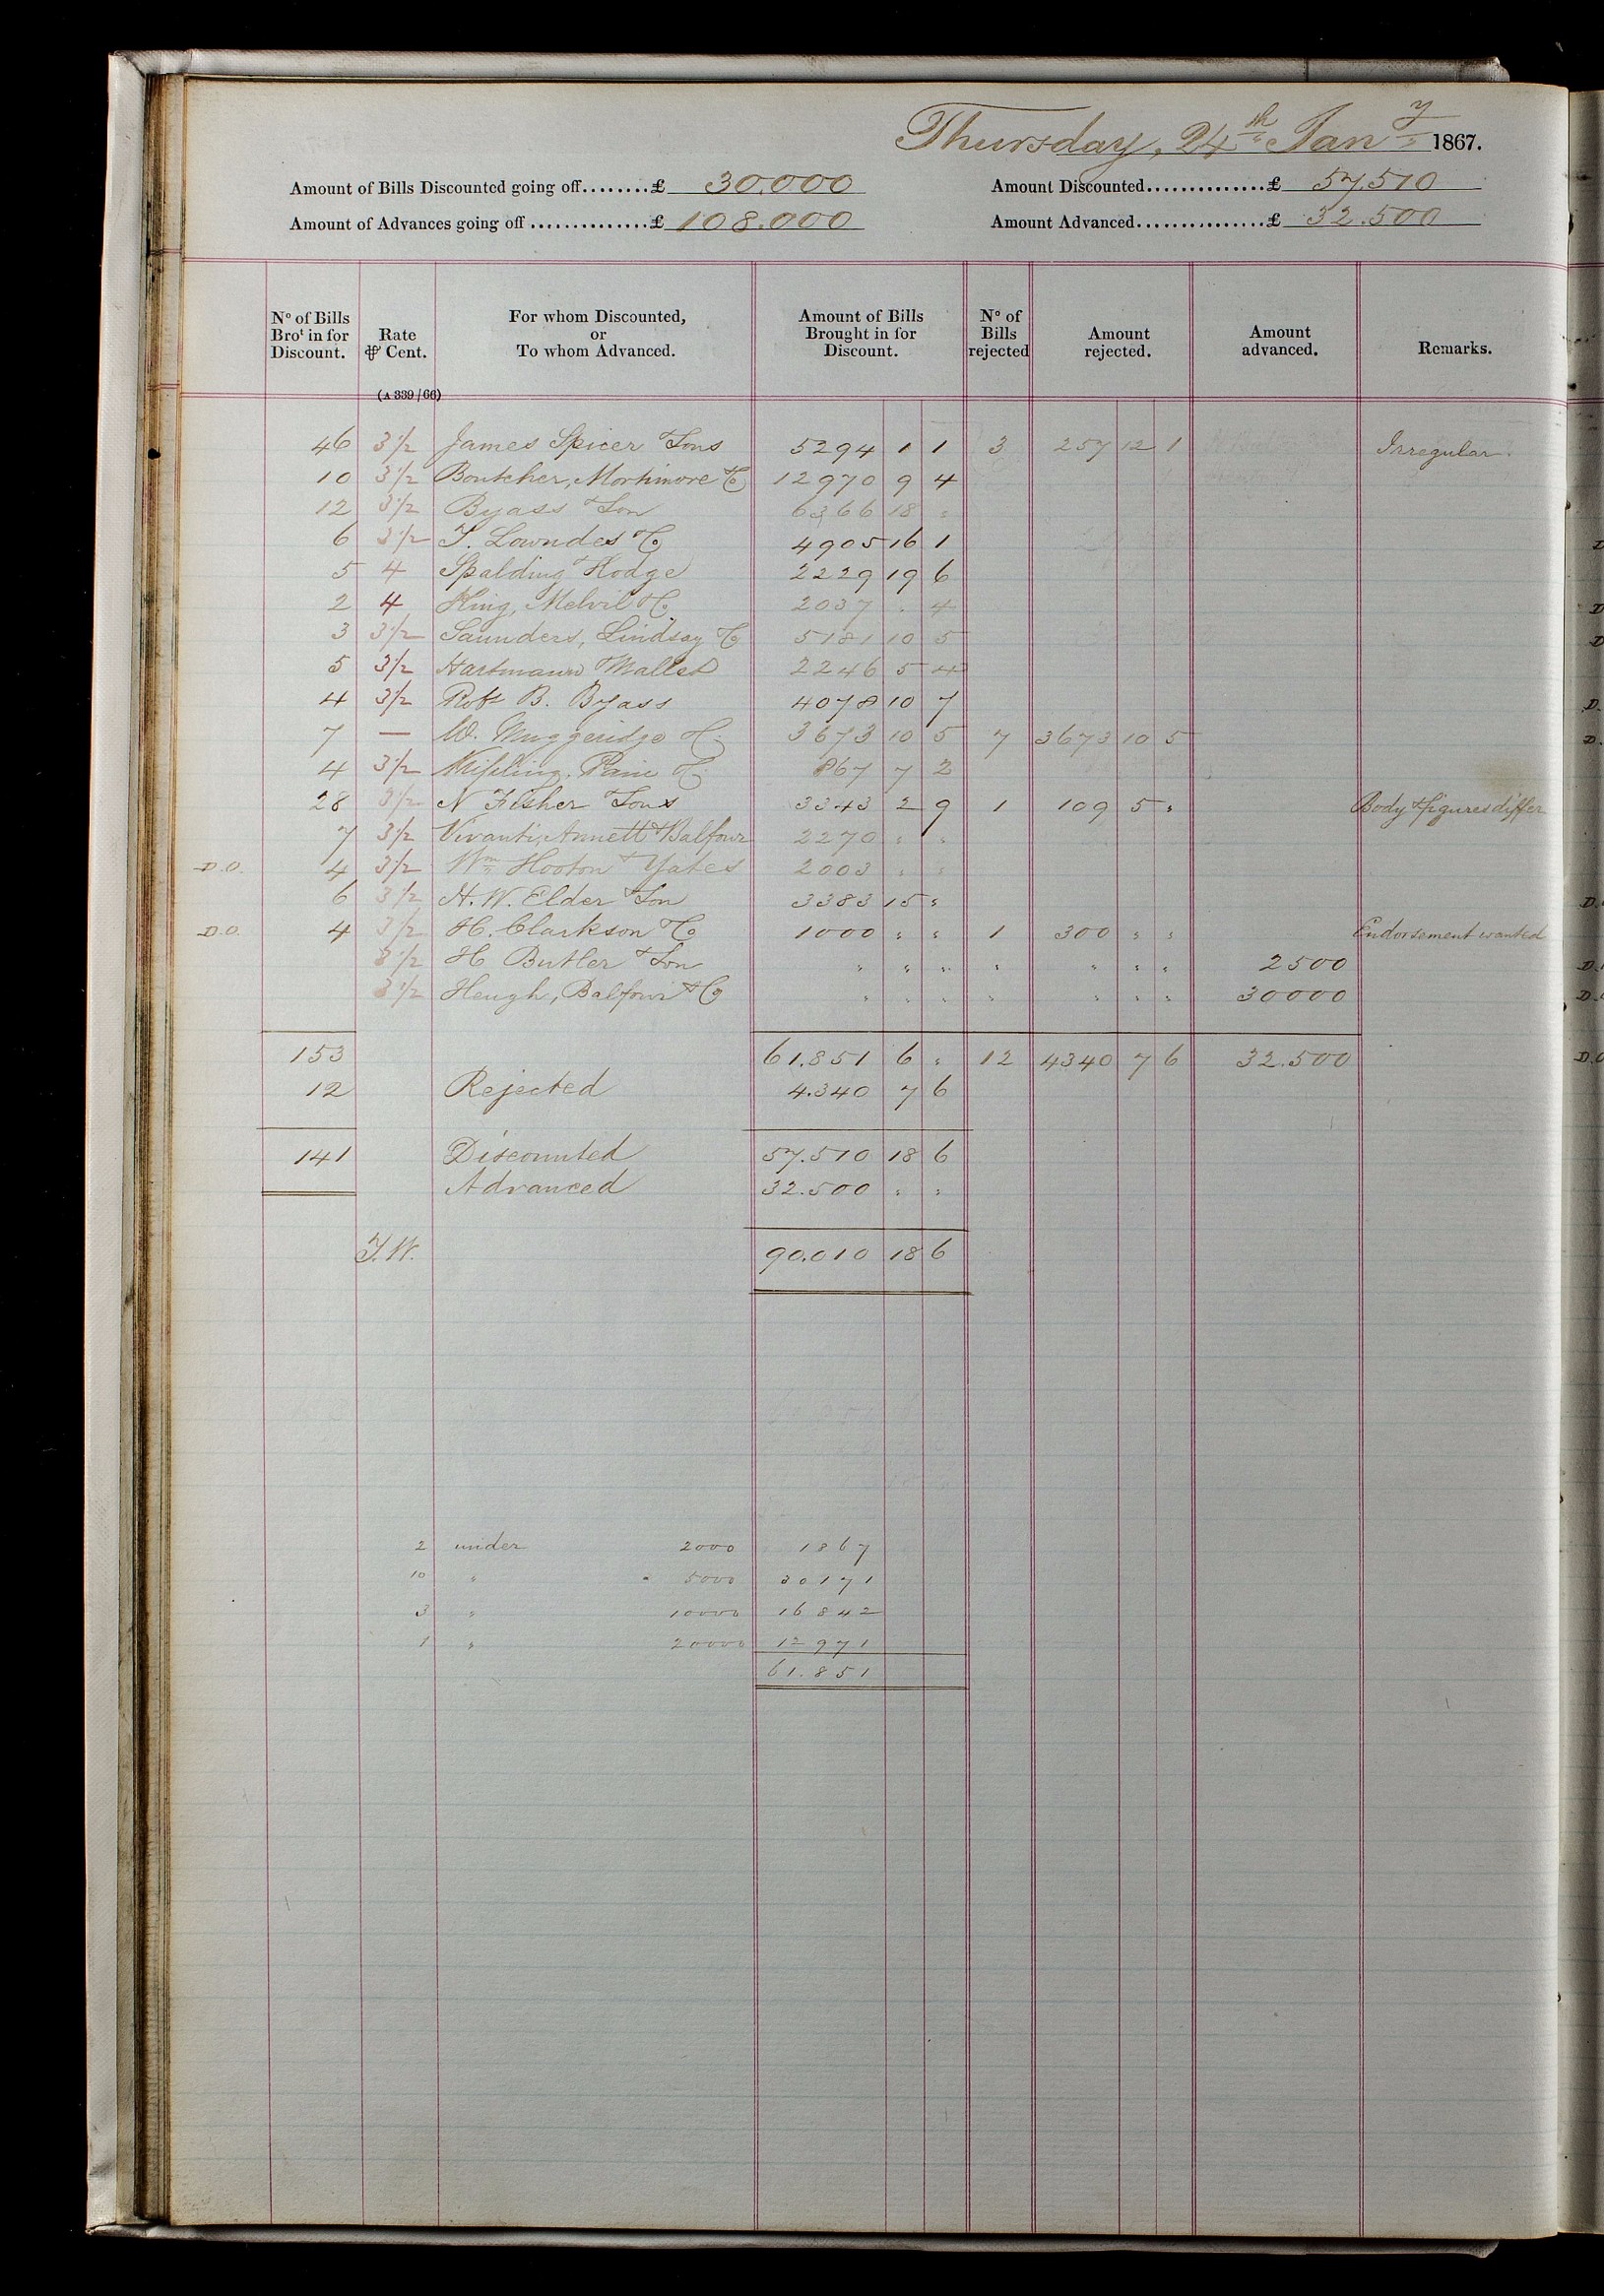 Thursday, 24th Jany 1867.
Amount of Bills Discounted going off........£ 30.000 Amount Discounted..............£ 57.510
Amount of Advances going off ..............£ 108.000 Amount Advanced...............£ 32.500
No of Bills Brot in for Discount. Rate ⅌ Cent. For whom Discounted, or To whom Advanced. Amount of Bills Brought in for Discount. No of Bills rejected Amount rejected. Amount advanced. Remarks.
(A 339/66)
46 3½ James Spicer & Sons 5294 1 1 3 257 12 1 Irregular.
10 3½ Boutcher, Mortimore & Co 12970 9 4
12 3½ Byass & Son 6366 18 "
6 3½ T. Lowndes & Co 4905 16 1
5 4 Spalding & Hodge 2229 19 6
2 4 King, Melvil & Co 2037 " 4
3 3½ Saunders, Lindsay & Co 5181 10 5
5 3½ Hartmann & Mallet 2246 5 4
4 3½ Robt B. Byass 4078 10 7
7 — W. Muggeridge & Co 3673 10 5 7 3673 10 5
4 3½ Kipling, Pain & Co 867 7 2
28 3½ N Fisher & Sons 3343 2 9 1 109 5 " Body & figures differ
7 3½ Vivanti, Annett & Balfour 2270 " "
D.O. 4 3½ Wm Hooton & Yates 2003 " "
6 3½ H. W. Elder & Son 3383 15 "
D.O. 4 3½ H. Clarkson & Co 1000 " " 1 300 " " Endorsement wanted
3½ H Butler & Son " " " " " " " 2500
3½ Heugh, Balfour & Co " " " " " " " 30000
153 61.851 6 " 12 4340 7 6 32.500
12 Rejected 4.340 7 6
141 Discounted 57.510 18 6
Advanced 32.500 " "
T.W. 90.010 18 6
2 under 2000 1867
10 " 5000 30171
3 " 10000 16842
1 " 20000 12971
61.851